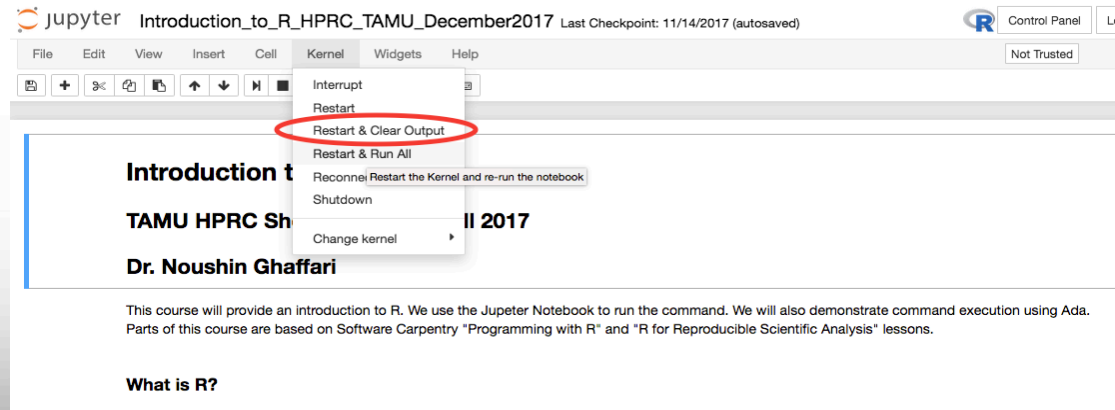 jupyter Introduction_to_R_HPRC_TAMU_December2017 Last Checkpoint: 11/14/2017 (autosaved) R Control Panel
File Edit View Insert Cell Kernel Widgets Help Not Trusted
Interrupt
Restart
Restart & Clear Output
Restart & Run All
Introduction t
Reconne Restart the Kernel and re-run the notebook
Shutdown
TAMU HPRC Sh ll 2017
Change kernel
Dr. Noushin Ghaffari
This course will provide an introduction to R. We use the Jupeter Notebook to run the command. We will also demonstrate command execution using Ada.
Parts of this course are based on Software Carpentry "Programming with R" and "R for Reproducible Scientific Analysis" lessons.
What is R?